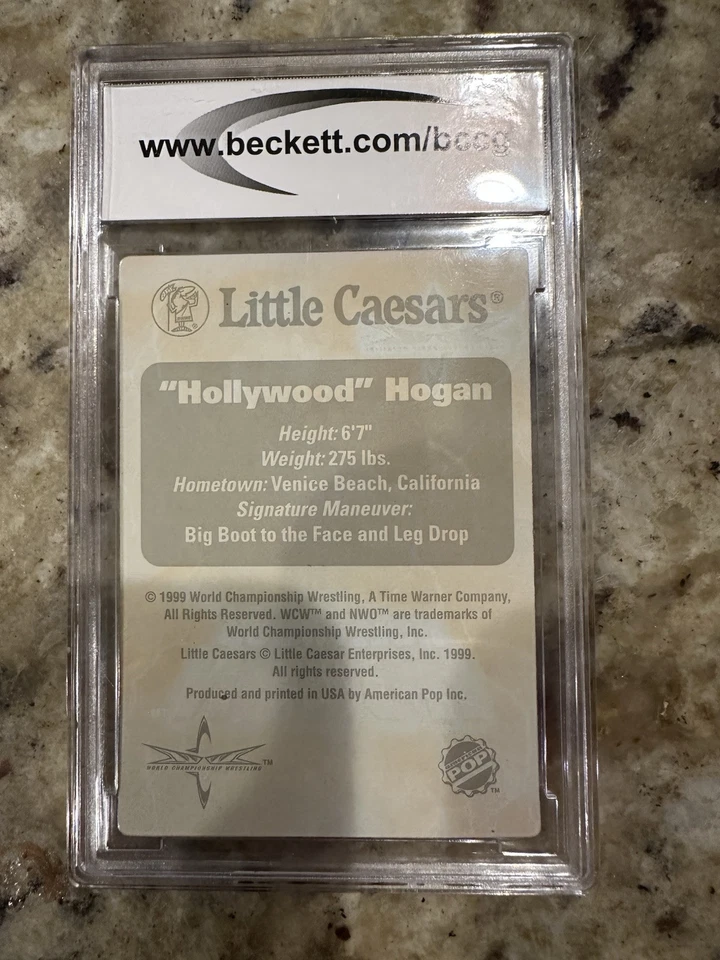 www.beckett.com/bccg
Little Caesars®
"Hollywood" Hogan
Height: 6'7"
Weight: 275 lbs.
Hometown: Venice Beach, California
Signature Maneuver:
Big Boot to the Face and Leg Drop
© 1999 World Championship Wrestling, A Time Warner Company,
All Rights Reserved. WCW™ and NWO™ are trademarks of
World Championship Wrestling, Inc.
Little Caesars © Little Caesar Enterprises, Inc. 1999.
All rights reserved.
Produced and printed in USA by American Pop Inc.
WORLD CHAMPIONSHIP WRESTLING™
POP™